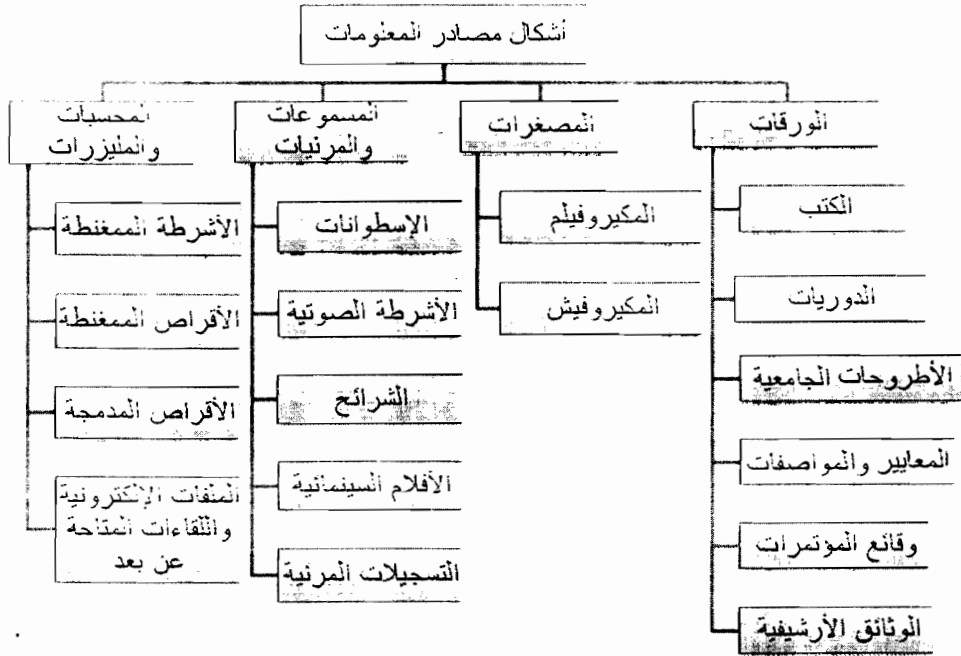 أشكال مصادر المعلومات
الورقات
الكتب
الدوريات
الأطروحات الجامعية
المعايير والمواصفات
وقائع المؤتمرات
الوثائق الأرشيفية
المصغرات
المكيروفيلم
المكيروفيش
المسموعات
والمرئيات
الإسطوانات
الأشرطة الصوتية
الشرائح
الأفلام السينمائية
التسجيلات المرئية
المحسبات
والمليزرات
الأشرطة الممغنطة
الأقراص الممغنطة
الأقراص المدمجة
الملفات الإلكترونية
واللقاءات المتاحة
عن بعد